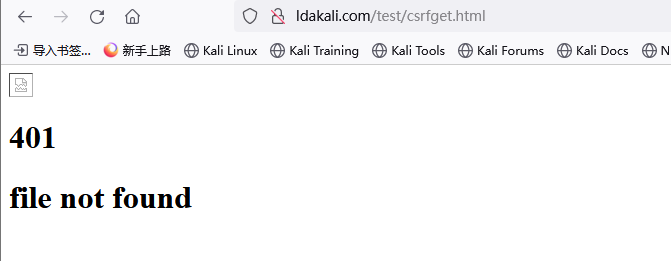 ldakali.com/test/csrfget.html
导入书签... 新手上路 Kali Linux Kali Training Kali Tools Kali Forums Kali Docs N
401
file not found